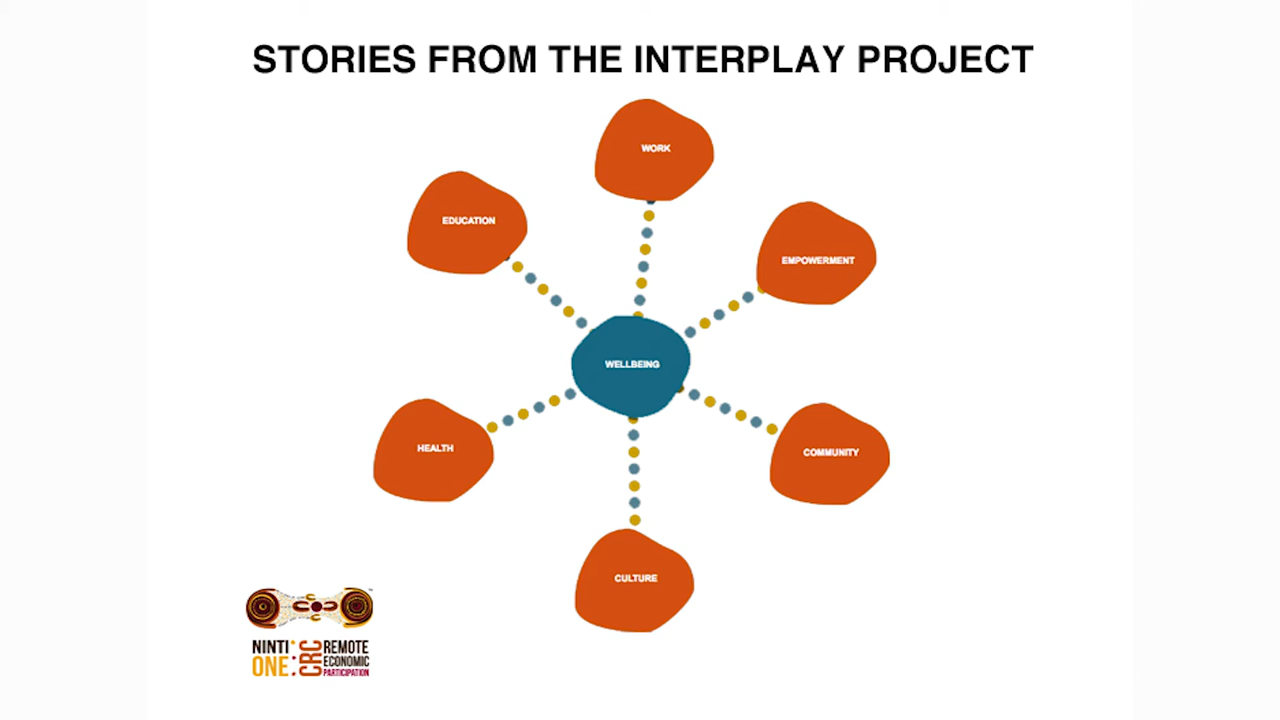 STORIES FROM THE INTERPLAY PROJECT
WORK
EDUCATION
EMPOWERMENT
WELLBEING
HEALTH
COMMUNITY
CULTURE
NINTI ONE:
CRC
REMOTE
ECONOMIC
PARTICIPATION